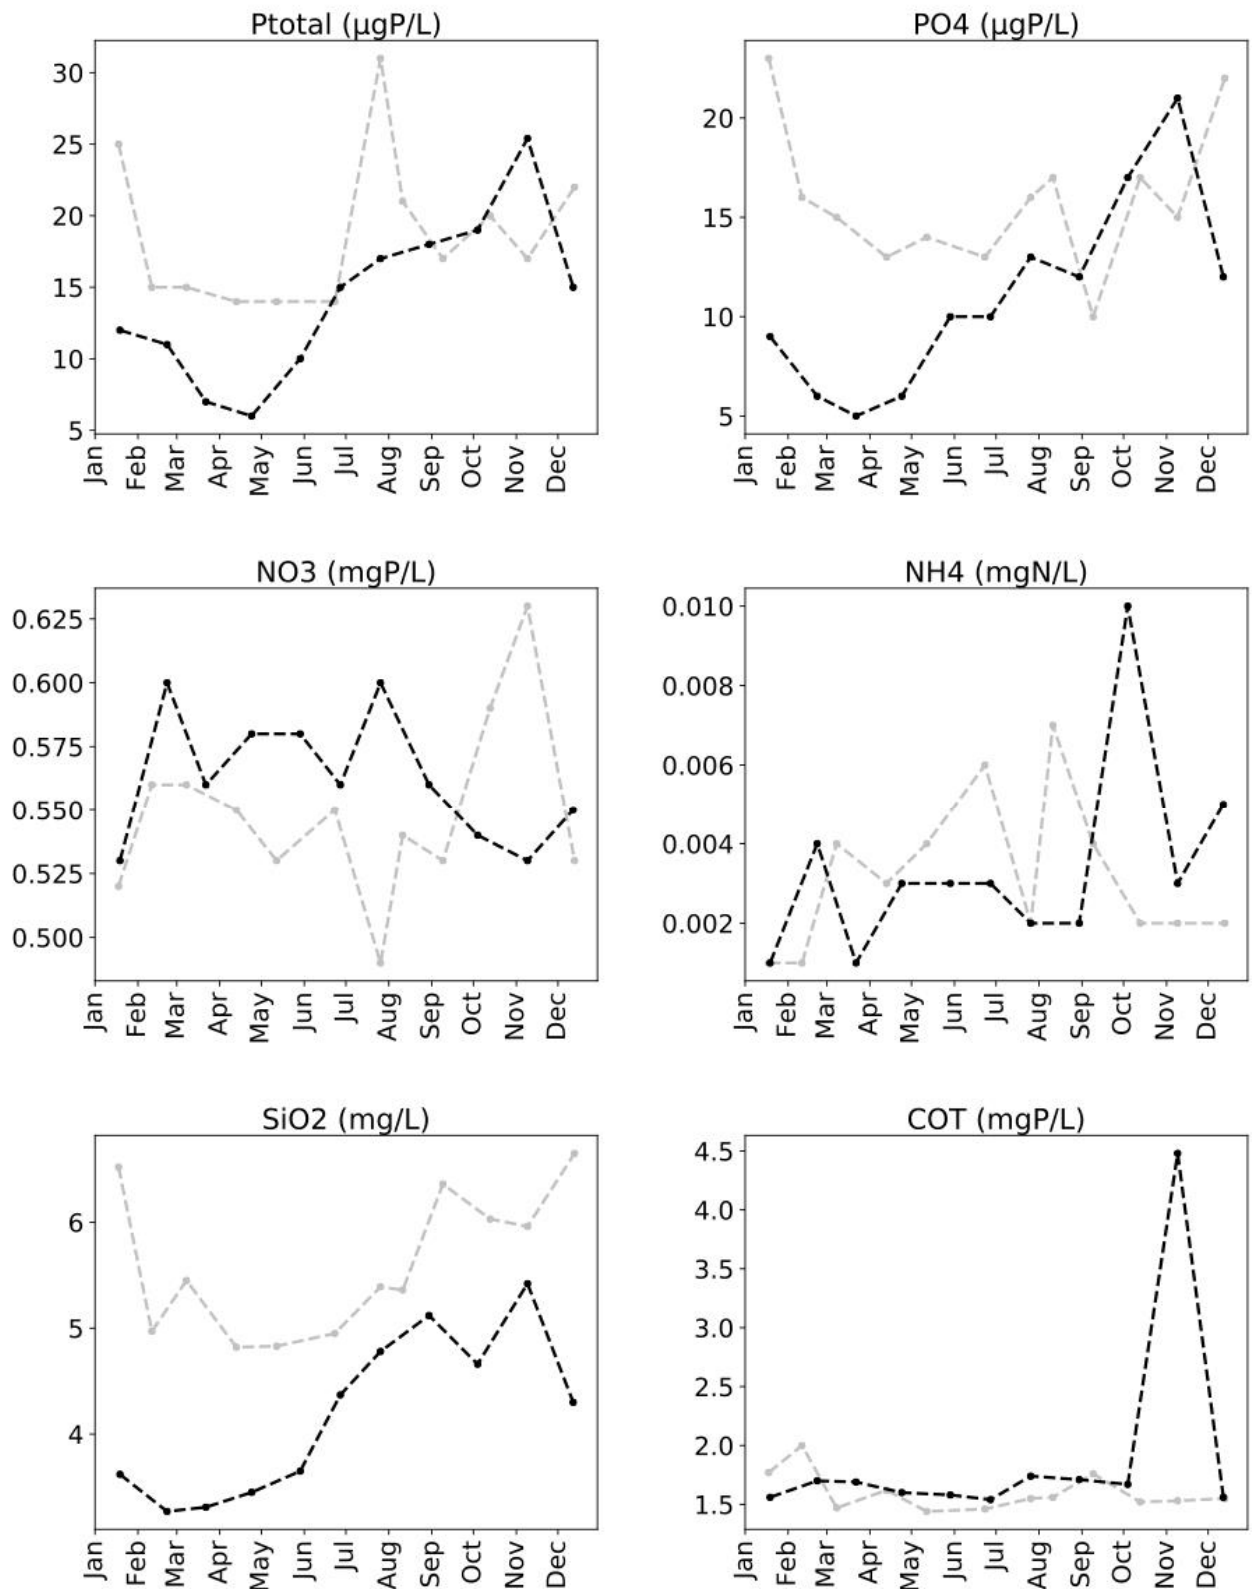 Ptotal (µgP/L)
30
25
20
15
10
5
Jan Feb Mar Apr May Jun Jul Aug Sep Oct Nov Dec
PO4 (µgP/L)
20
15
10
5
Jan Feb Mar Apr May Jun Jul Aug Sep Oct Nov Dec
NO3 (mgP/L)
0.625
0.600
0.575
0.550
0.525
0.500
Jan Feb Mar Apr May Jun Jul Aug Sep Oct Nov Dec
NH4 (mgN/L)
0.010
0.008
0.006
0.004
0.002
Jan Feb Mar Apr May Jun Jul Aug Sep Oct Nov Dec
SiO2 (mg/L)
6
5
4
Jan Feb Mar Apr May Jun Jul Aug Sep Oct Nov Dec
COT (mgP/L)
4.5
4.0
3.5
3.0
2.5
2.0
1.5
Jan Feb Mar Apr May Jun Jul Aug Sep Oct Nov Dec